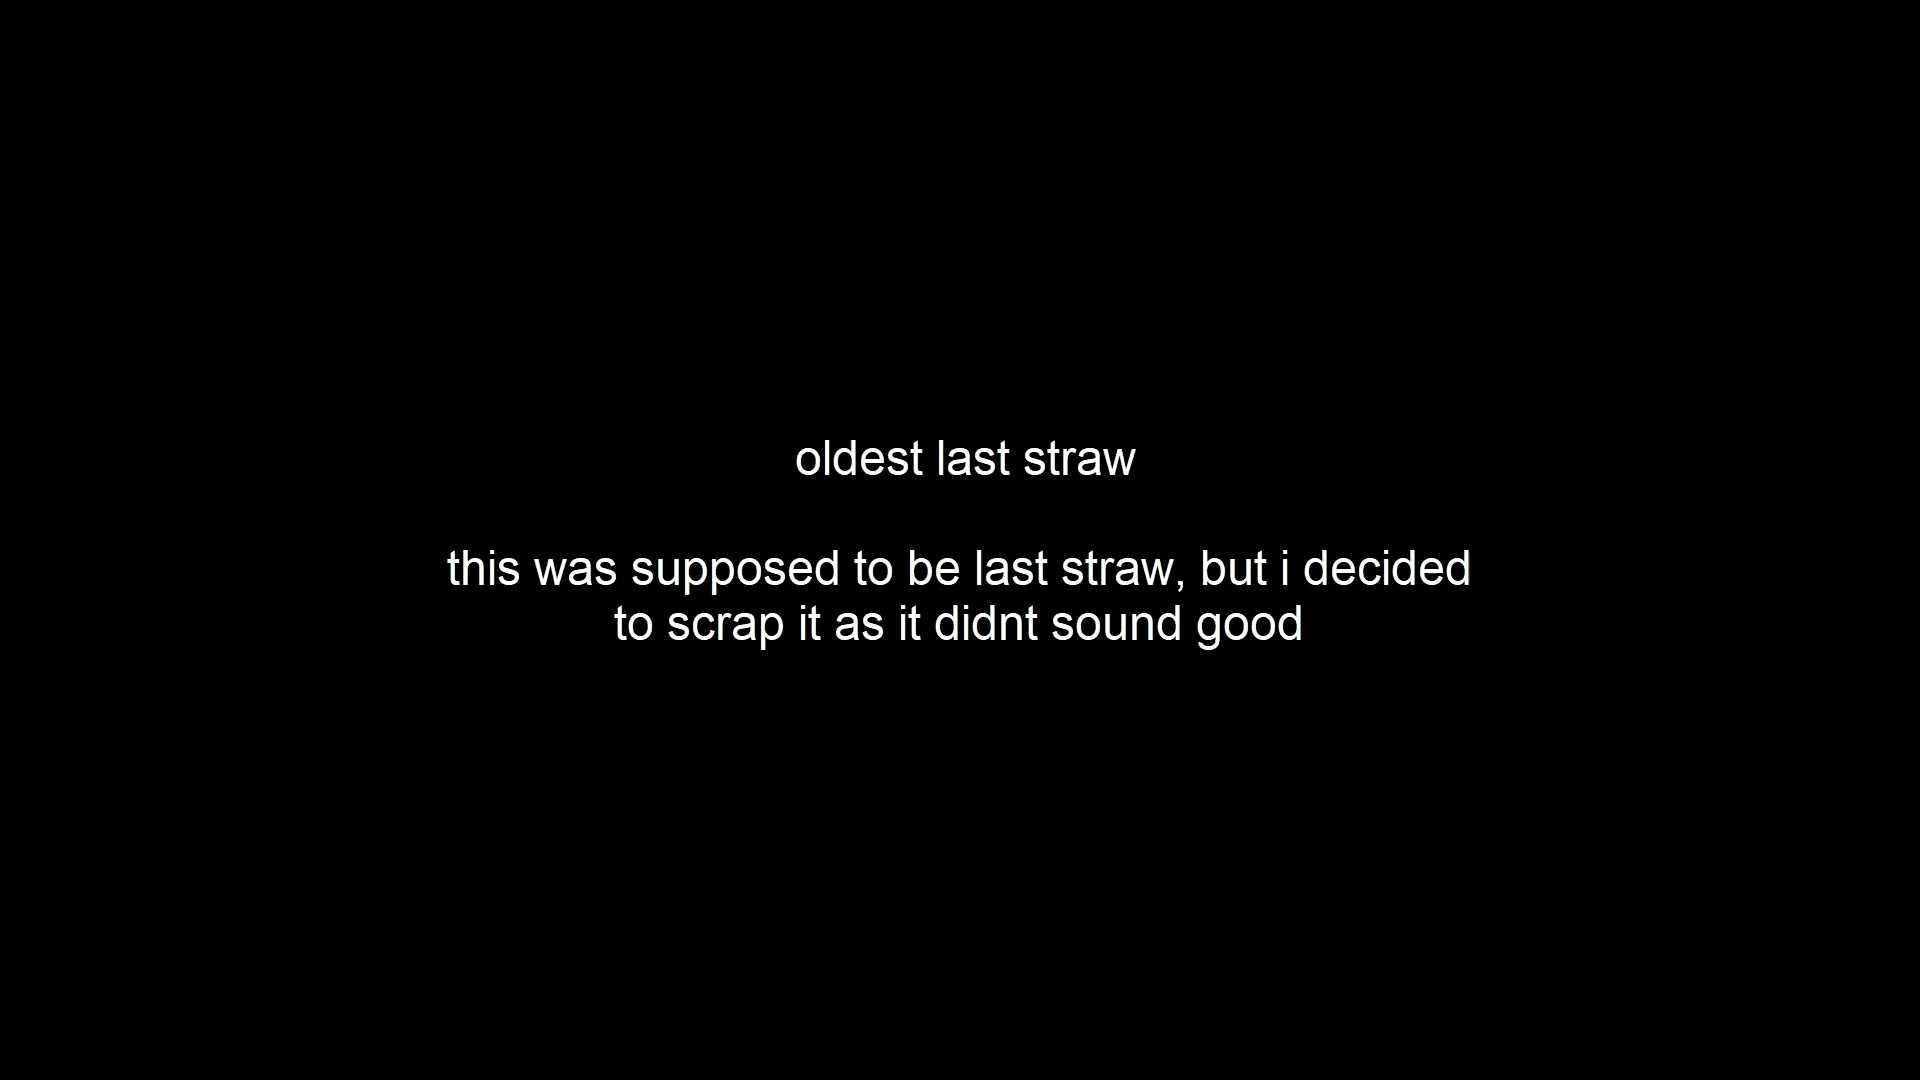 oldest last straw
this was supposed to be last straw, but i decided
to scrap it as it didnt sound good